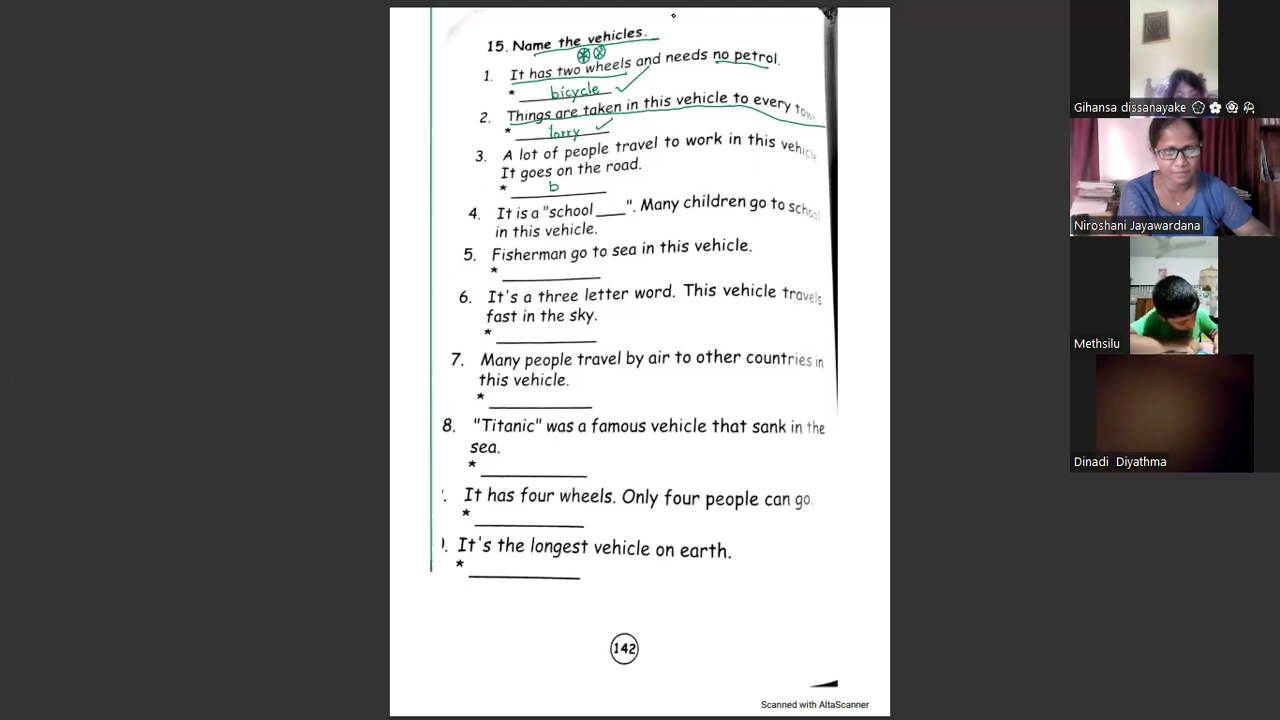 15. Name the vehicles.
1. It has two wheels and needs no petrol.
* bicycle
2. Things are taken in this vehicle to every
* lorry
3. A lot of people travel to work in this vehicle
It goes on the road.
* b
4. It is a "school ____". Many children go to school
in this vehicle.
5. Fisherman go to sea in this vehicle.
*
6. It's a three letter word. This vehicle travels
fast in the sky.
*
7. Many people travel by air to other countries in
this vehicle.
*
8. "Titanic" was a famous vehicle that sank in the
sea.
*
. It has four wheels. Only four people can go.
*
. It's the longest vehicle on earth.
*
142
Scanned with AltaScanner
Gihansa dissanayake
Niroshani Jayawardana
Methsilu
Dinadi Diyathma